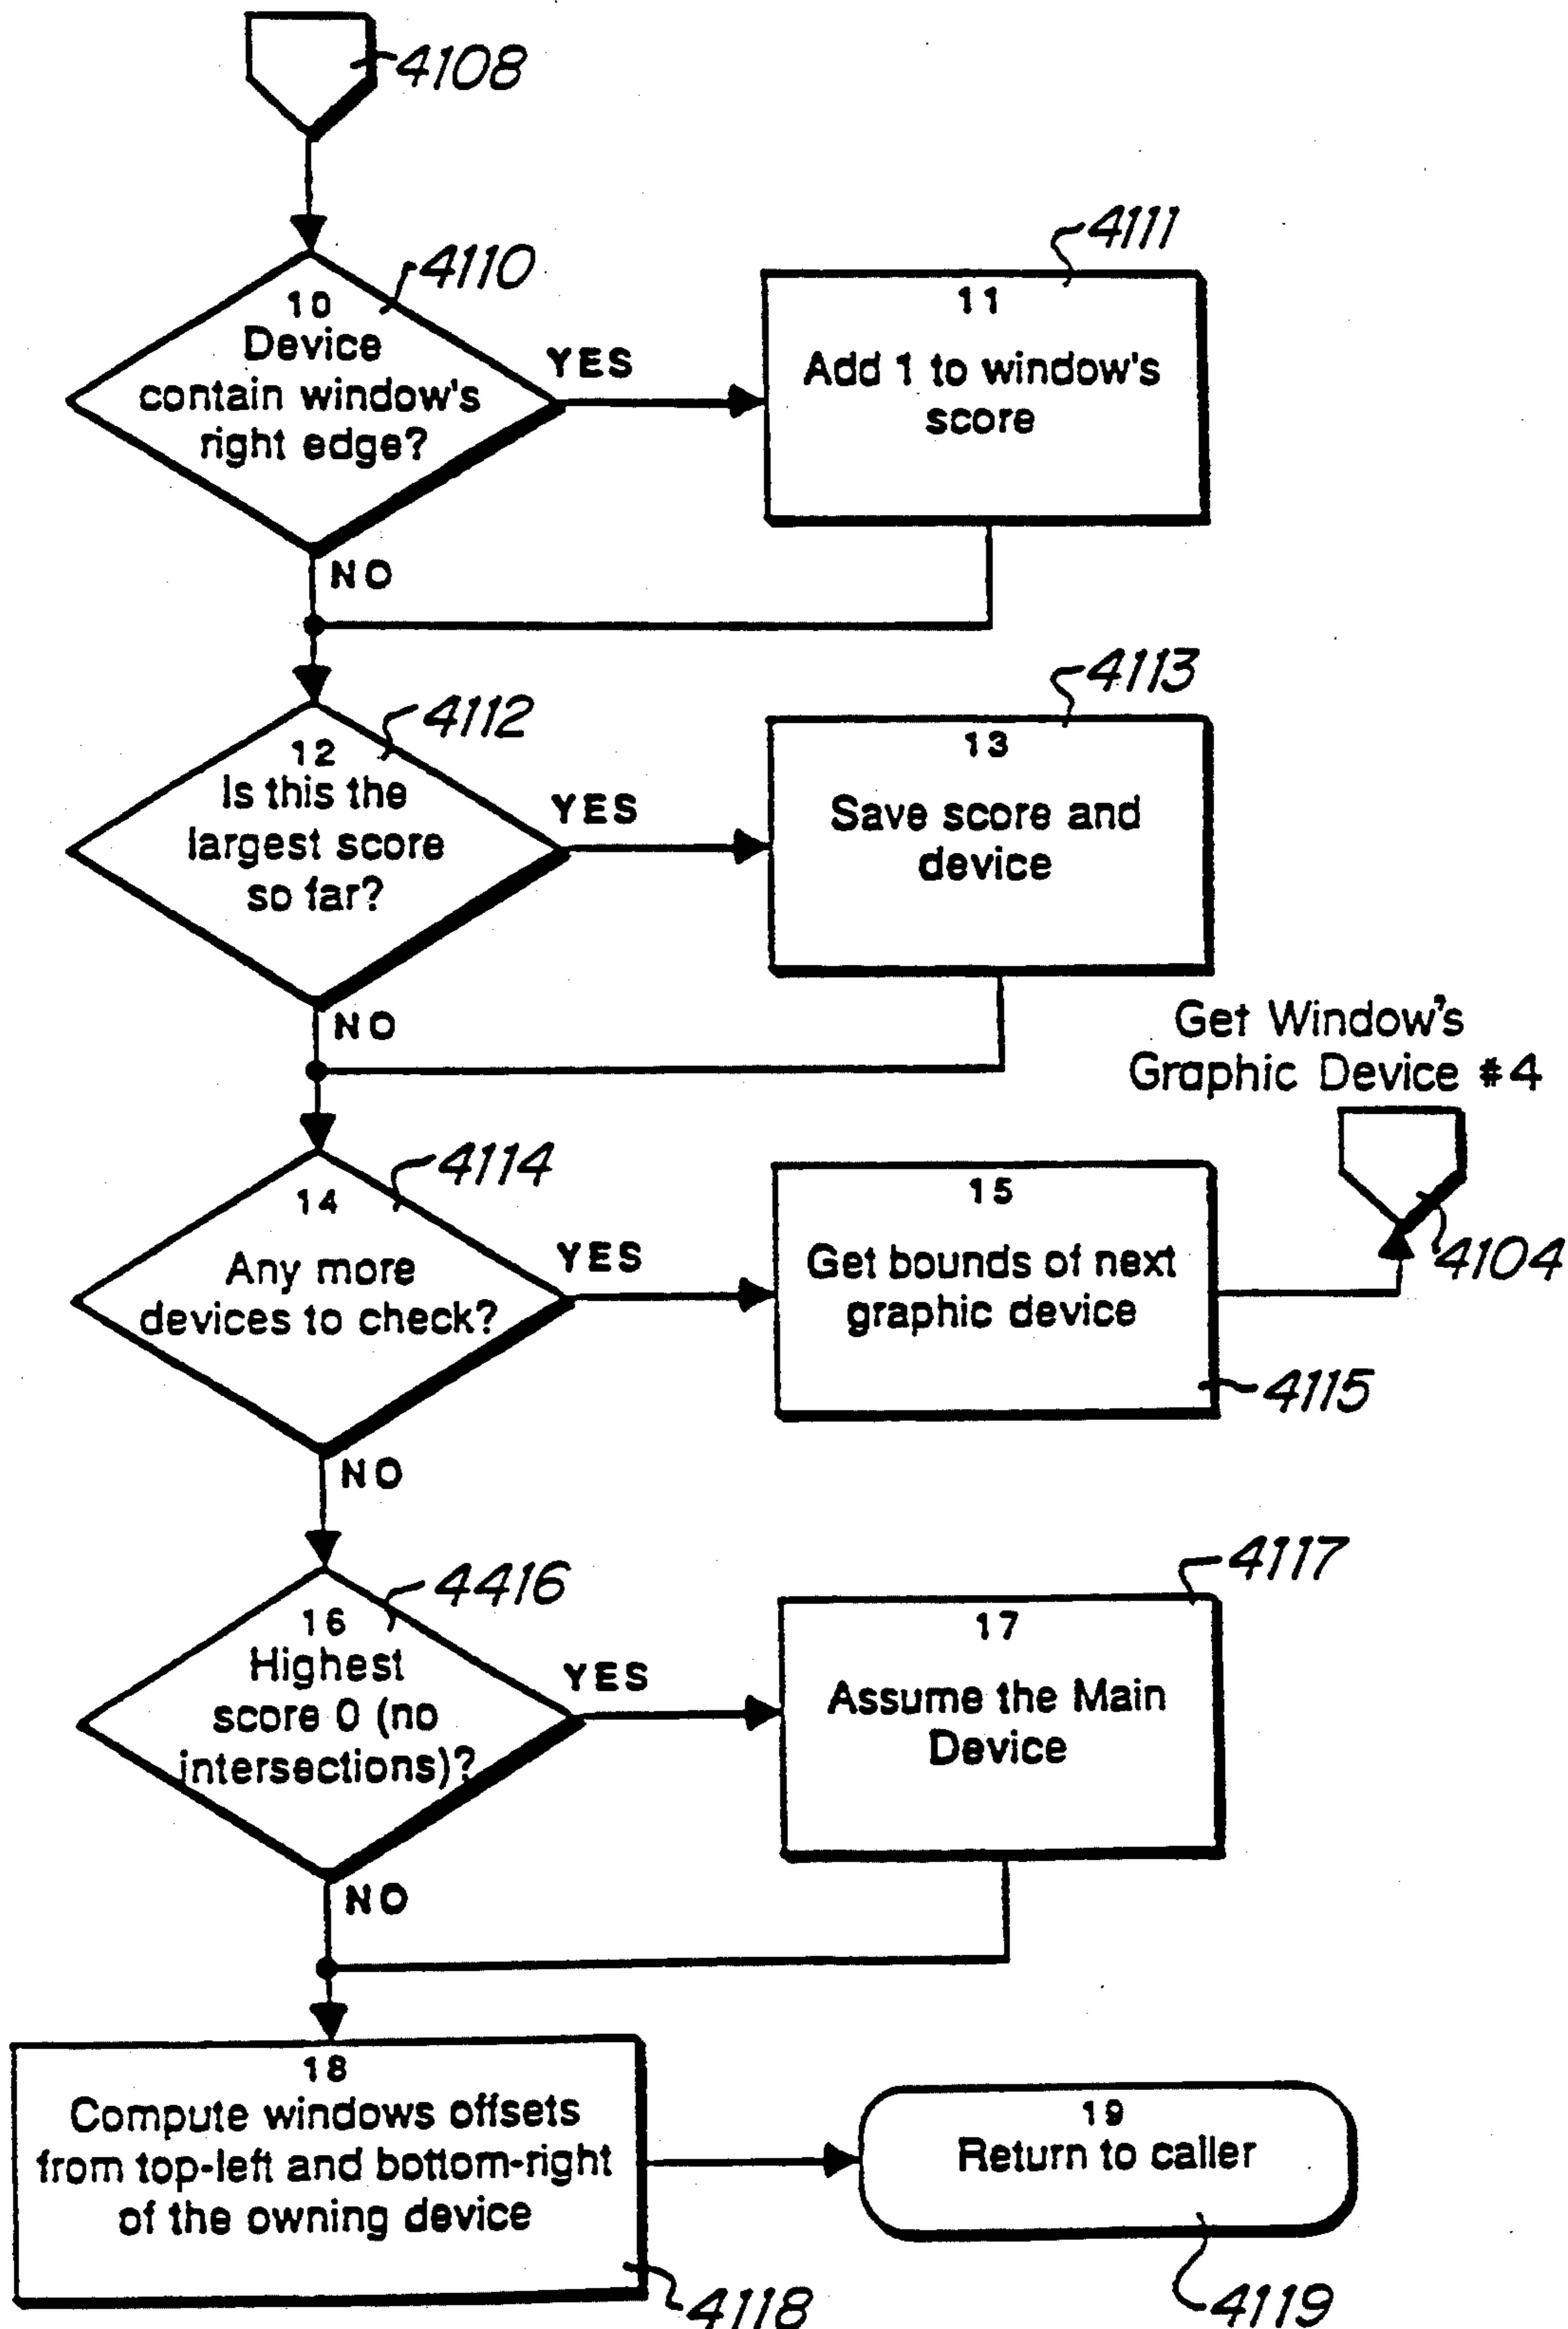 4108
4110
10
Device
contain window's
right edge?
YES
NO
4111
11
Add 1 to window's
score
4112
12
Is this the
largest score
so far?
YES
NO
4113
13
Save score and
device
Get Window's
Graphic Device #4
4104
4114
14
Any more
devices to check?
YES
NO
15
Get bounds of next
graphic device
4115
4416
16
Highest
score 0 (no
intersections)?
YES
NO
4117
17
Assume the Main
Device
18
Compute windows offsets
from top-left and bottom-right
of the owning device
4118
19
Return to caller
4119